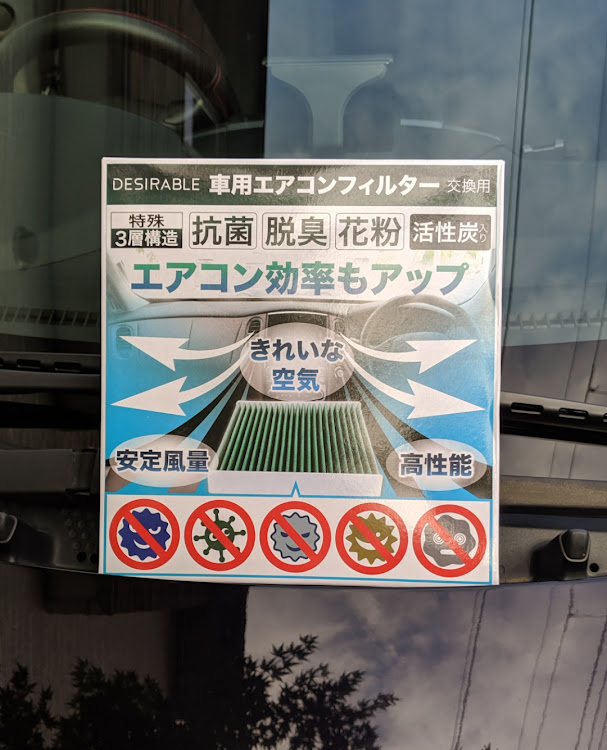 DESIRABLE 車用エアコンフィルター 交換用
特殊
3層構造
抗菌 脱臭 花粉 活性炭入り
エアコン効率もアップ
きれいな
空気
安定風量
高性能